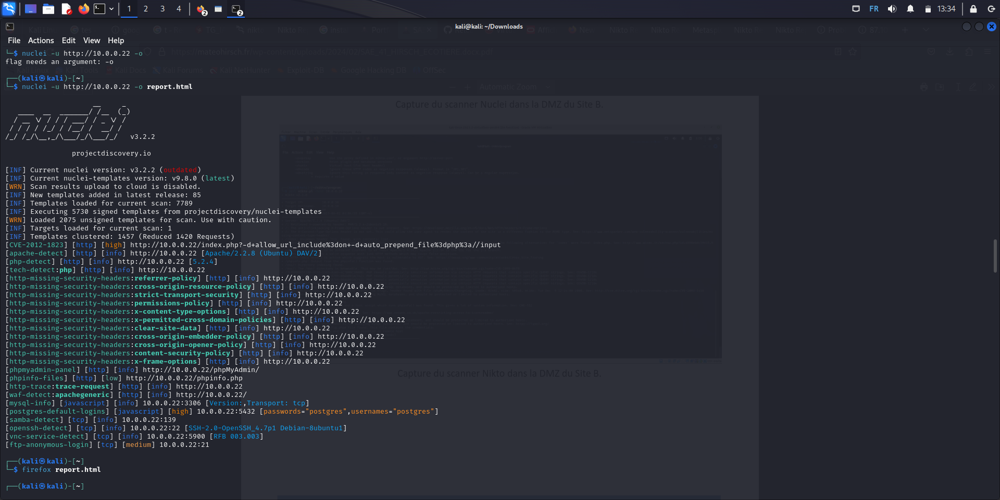 1 2 3 4 2 2 FR 13:34
kali@kali: ~/Downloads
File Actions Edit View Help
└─$ nuclei -u http://10.0.0.22 -o
flag needs an argument: -o
┌──(kali㉿kali)-[~]
└─$ nuclei -u http://10.0.0.22 -o report.html
v3.2.2
projectdiscovery.io
[INF] Current nuclei version: v3.2.2 (outdated)
[INF] Current nuclei-templates version: v9.8.0 (latest)
[WRN] Scan results upload to cloud is disabled.
[INF] New templates added in latest release: 85
[INF] Templates loaded for current scan: 7789
[INF] Executing 5730 signed templates from projectdiscovery/nuclei-templates
[WRN] Loaded 2075 unsigned templates for scan. Use with caution.
[INF] Targets loaded for current scan: 1
[INF] Templates clustered: 1457 (Reduced 1420 Requests)
[CVE-2012-1823] [http] [high] http://10.0.0.22/index.php?-d+allow_url_include%3don+-d+auto_prepend_file%3dphp%3a//input
[apache-detect] [http] [info] http://10.0.0.22 [Apache/2.2.8 (Ubuntu) DAV/2]
[php-detect] [http] [info] http://10.0.0.22 [5.2.4]
[tech-detect:php] [http] [info] http://10.0.0.22
[http-missing-security-headers:referrer-policy] [http] [info] http://10.0.0.22
[http-missing-security-headers:cross-origin-resource-policy] [http] [info] http://10.0.0.22
[http-missing-security-headers:strict-transport-security] [http] [info] http://10.0.0.22
[http-missing-security-headers:permissions-policy] [http] [info] http://10.0.0.22
[http-missing-security-headers:x-content-type-options] [http] [info] http://10.0.0.22
[http-missing-security-headers:x-permitted-cross-domain-policies] [http] [info] http://10.0.0.22
[http-missing-security-headers:clear-site-data] [http] [info] http://10.0.0.22
[http-missing-security-headers:cross-origin-embedder-policy] [http] [info] http://10.0.0.22
[http-missing-security-headers:cross-origin-opener-policy] [http] [info] http://10.0.0.22
[http-missing-security-headers:content-security-policy] [http] [info] http://10.0.0.22
[http-missing-security-headers:x-frame-options] [http] [info] http://10.0.0.22
[phpmyadmin-panel] [http] [info] http://10.0.0.22/phpMyAdmin/
[phpinfo-files] [http] [low] http://10.0.0.22/phpinfo.php
[http-trace:trace-request] [http] [info] http://10.0.0.22
[waf-detect:apachegeneric] [http] [info] http://10.0.0.22/
[mysql-info] [javascript] [info] 10.0.0.22:3306 [Version:,Transport: tcp]
[postgres-default-logins] [javascript] [high] 10.0.0.22:5432 [passwords="postgres",usernames="postgres"]
[samba-detect] [tcp] [info] 10.0.0.22:139
[openssh-detect] [tcp] [info] 10.0.0.22:22 [SSH-2.0-OpenSSH_4.7p1 Debian-8ubuntu1]
[vnc-service-detect] [tcp] [info] 10.0.0.22:5900 [RFB 003.003]
[ftp-anonymous-login] [tcp] [medium] 10.0.0.22:21
┌──(kali㉿kali)-[~]
└─$ firefox report.html
┌──(kali㉿kali)-[~]
Kali Docs Kali Forums Kali NetHunter Exploit-DB Google Hacking DB OffSec
Automatic Zoom
Capture du scanner Nuclei dans la DMZ du Site B.
Capture du scanner Nikto dans la DMZ du Site B.